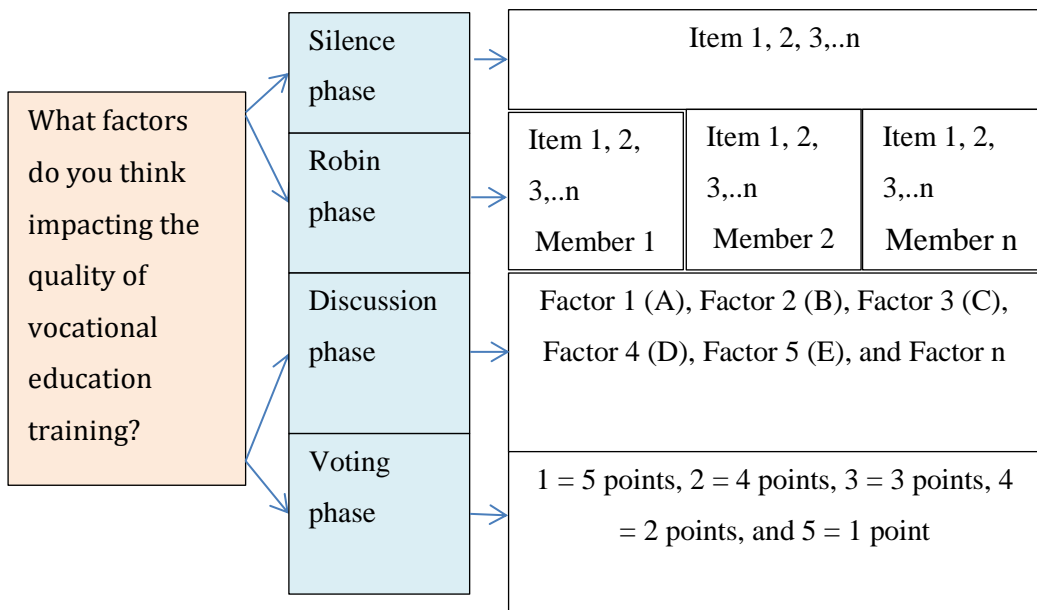 What factors
do you think
impacting the
quality of
vocational
education
training?
Silence
phase
Item 1, 2, 3,..n
Robin
phase
Item 1, 2,
3,..n
Member 1
Item 1, 2,
3,..n
Member 2
Item 1, 2,
3,..n
Member n
Discussion
phase
Factor 1 (A), Factor 2 (B), Factor 3 (C),
Factor 4 (D), Factor 5 (E), and Factor n
Voting
phase
1 = 5 points, 2 = 4 points, 3 = 3 points, 4
= 2 points, and 5 = 1 point